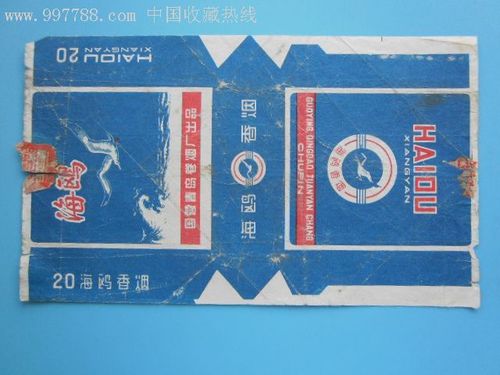 www.997788.com 中国收藏热线
20 HAIOU
XIANGYAN
海鸥
国营青岛卷烟厂出品
海鸥 香烟
GUOYING QINGDAO JUANYAN CHANG
CHUPIN
HAIOU
XIANGYAN
20 海鸥香烟